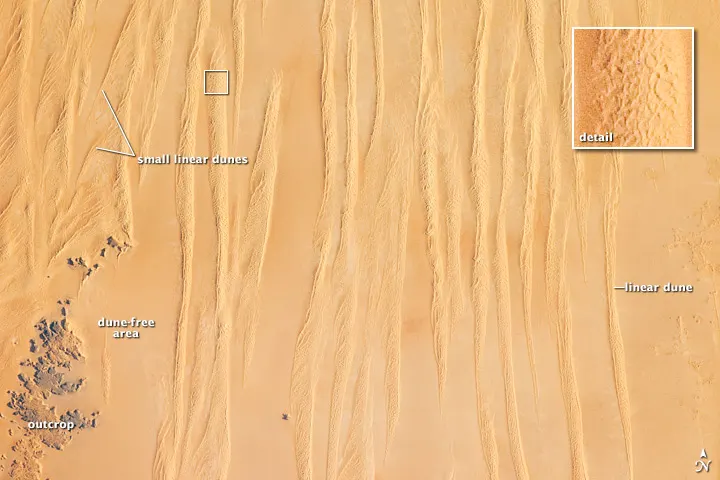 detail
small linear dunes
linear dune
dune-free
area
outcrop
N